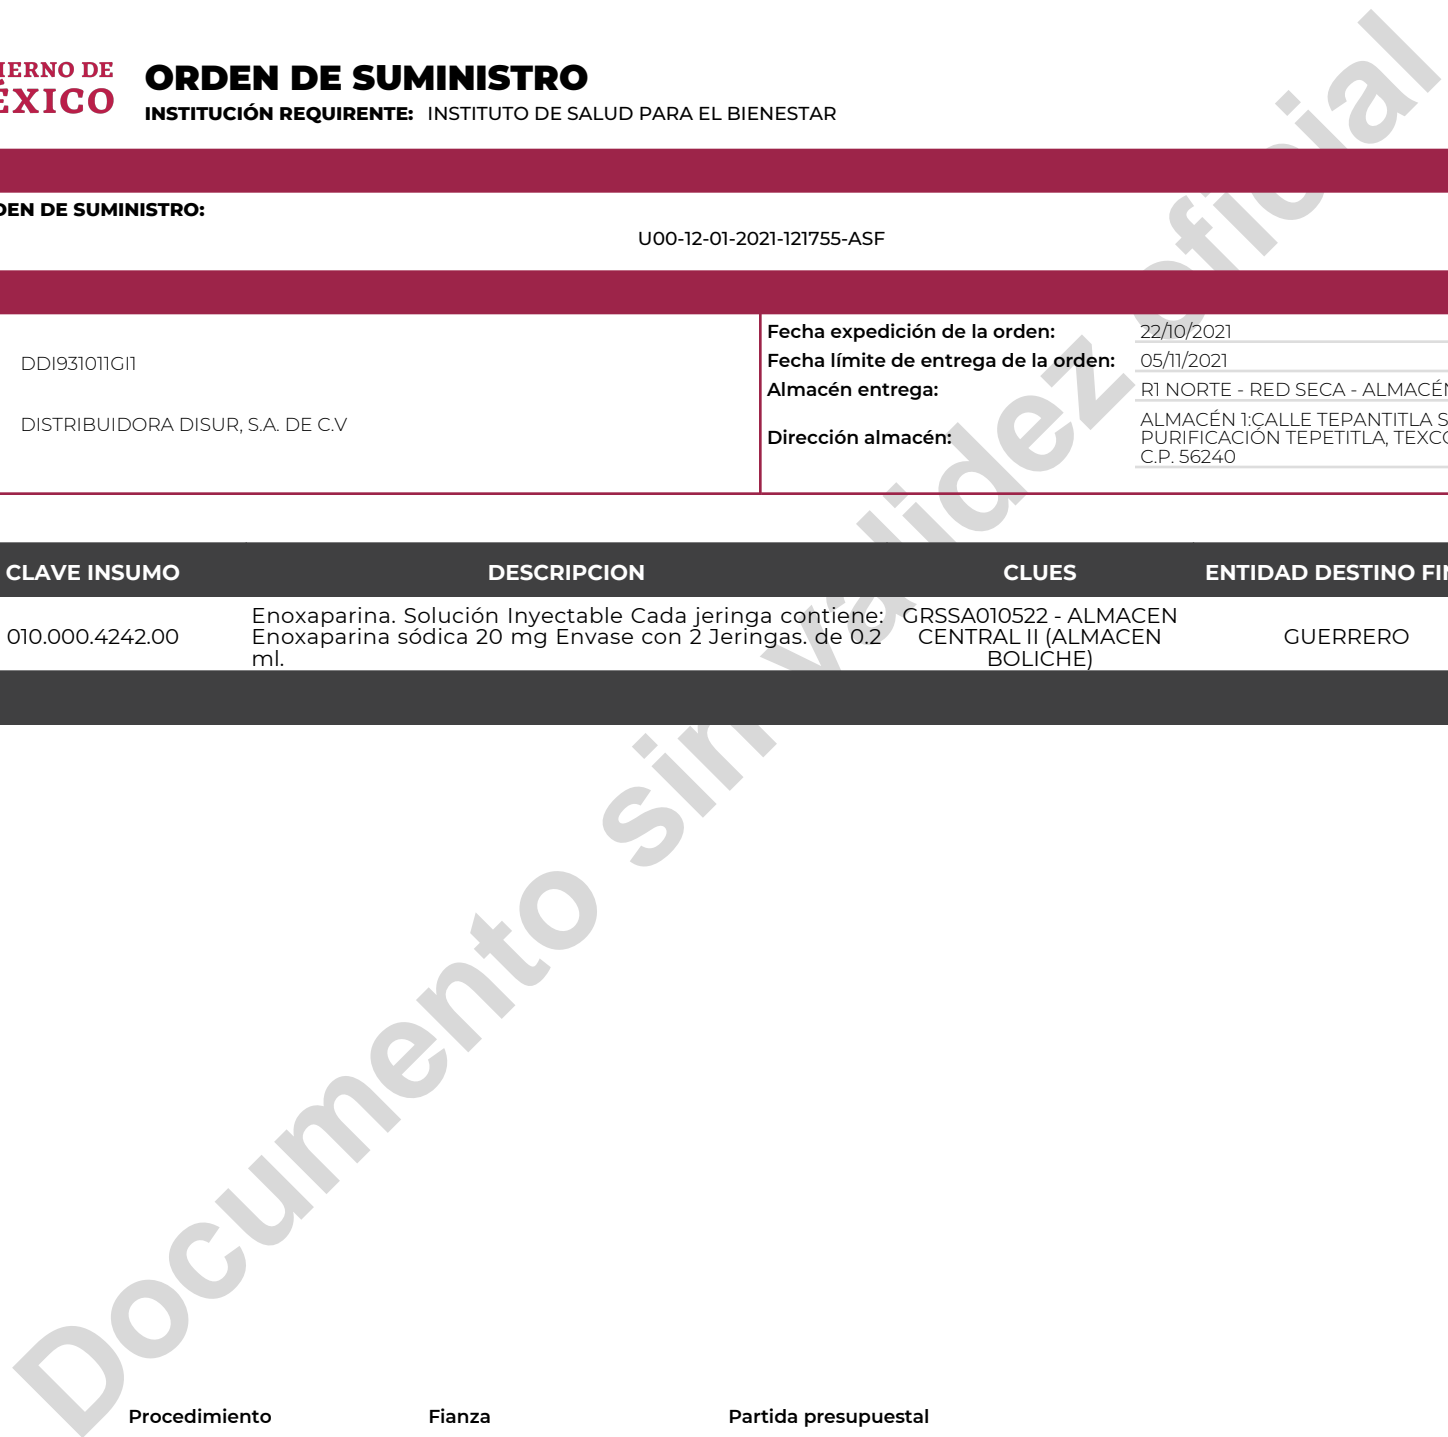 IERNO DE
ÉXICO
ORDEN DE SUMINISTRO
INSTITUCIÓN REQUIRENTE: INSTITUTO DE SALUD PARA EL BIENESTAR
DEN DE SUMINISTRO:
U00-12-01-2021-121755-ASF
DDI931011GI1
DISTRIBUIDORA DISUR, S.A. DE C.V
Fecha expedición de la orden: 22/10/2021
Fecha límite de entrega de la orden: 05/11/2021
Almacén entrega: R1 NORTE - RED SECA - ALMACÉN
Dirección almacén: ALMACÉN 1:CALLE TEPANTITLA S
PURIFICACIÓN TEPETITLA, TEXCO
C.P. 56240
CLAVE INSUMO DESCRIPCION CLUES ENTIDAD DESTINO FIN
010.000.4242.00
Enoxaparina. Solución Inyectable Cada jeringa contiene:
Enoxaparina sódica 20 mg Envase con 2 Jeringas. de 0.2
ml.
GRSSA010522 - ALMACEN
CENTRAL II (ALMACEN
BOLICHE)
GUERRERO
Documento sin validez oficial
Procedimiento Fianza Partida presupuestal